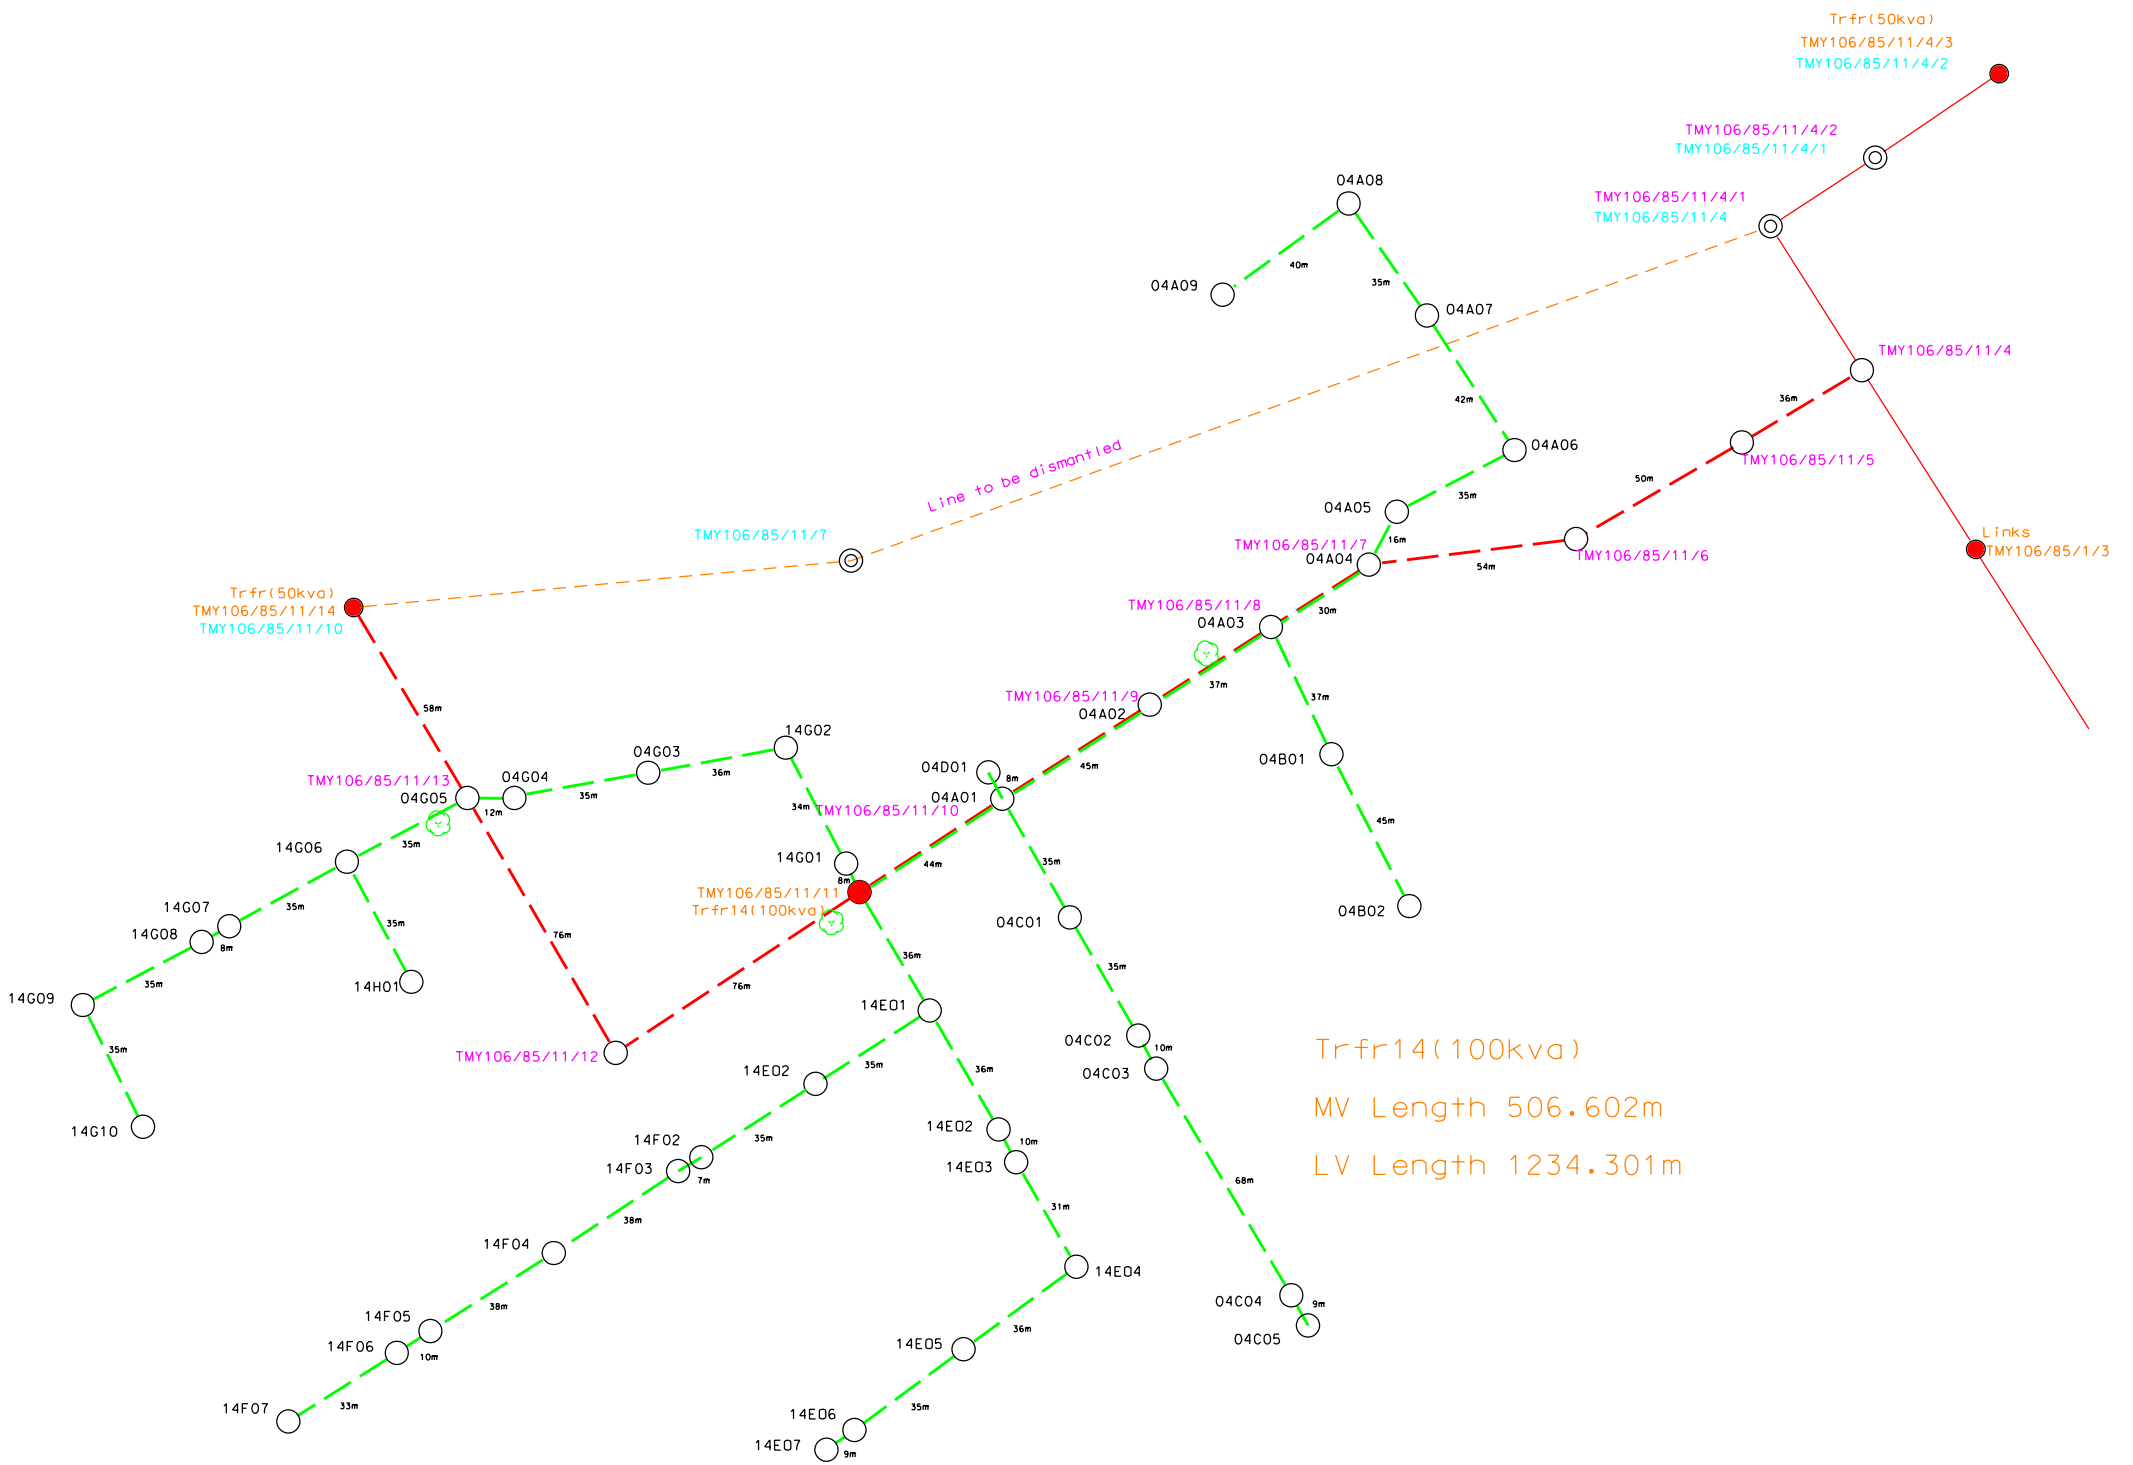 Trfr(50kva)
TMY106/85/11/4/3
TMY106/85/11/4/2
TMY106/85/11/4/2
TMY106/85/11/4/1
04A08
TMY106/85/11/4/1
TMY106/85/11/4
40m
04A09
35m
04A07
TMY106/85/11/4
42m
36m
04A06
TMY106/85/11/5
Line to be dismantled
50m
35m
04A05
TMY106/85/11/7
16m
Links
TMY106/85/1/3
TMY106/85/11/7
04A04
TMY106/85/11/6
54m
Trfr(50kva)
TMY106/85/11/14
TMY106/85/11/10
TMY106/85/11/8
30m
04A03
37m
TMY106/85/11/9
37m
58m
04A02
14G02
04G03
04B01
36m
04D01
45m
TMY106/85/11/13
04G04
8m
04G05
35m
04A01
12m
34m
TMY106/85/11/10
45m
35m
14G06
14G01
44m
35m
8m
TMY106/85/11/11
Trfr14(100kva)
14G07
35m
04B02
04C01
14G08
35m
8m
76m
36m
35m
76m
35m
14H01
14G09
14E01
04C02
35m
10m
Trfr14(100kva)
TMY106/85/11/12
35m
36m
04C03
14E02
MV Length 506.602m
14G10
14E02
35m
14F02
10m
14F03
14E03
LV Length 1234.301m
7m
68m
31m
38m
14F04
14E04
04C04
38m
9m
14F05
36m
04C05
14F06
14E05
10m
33m
14F07
35m
14E06
14E07
9m